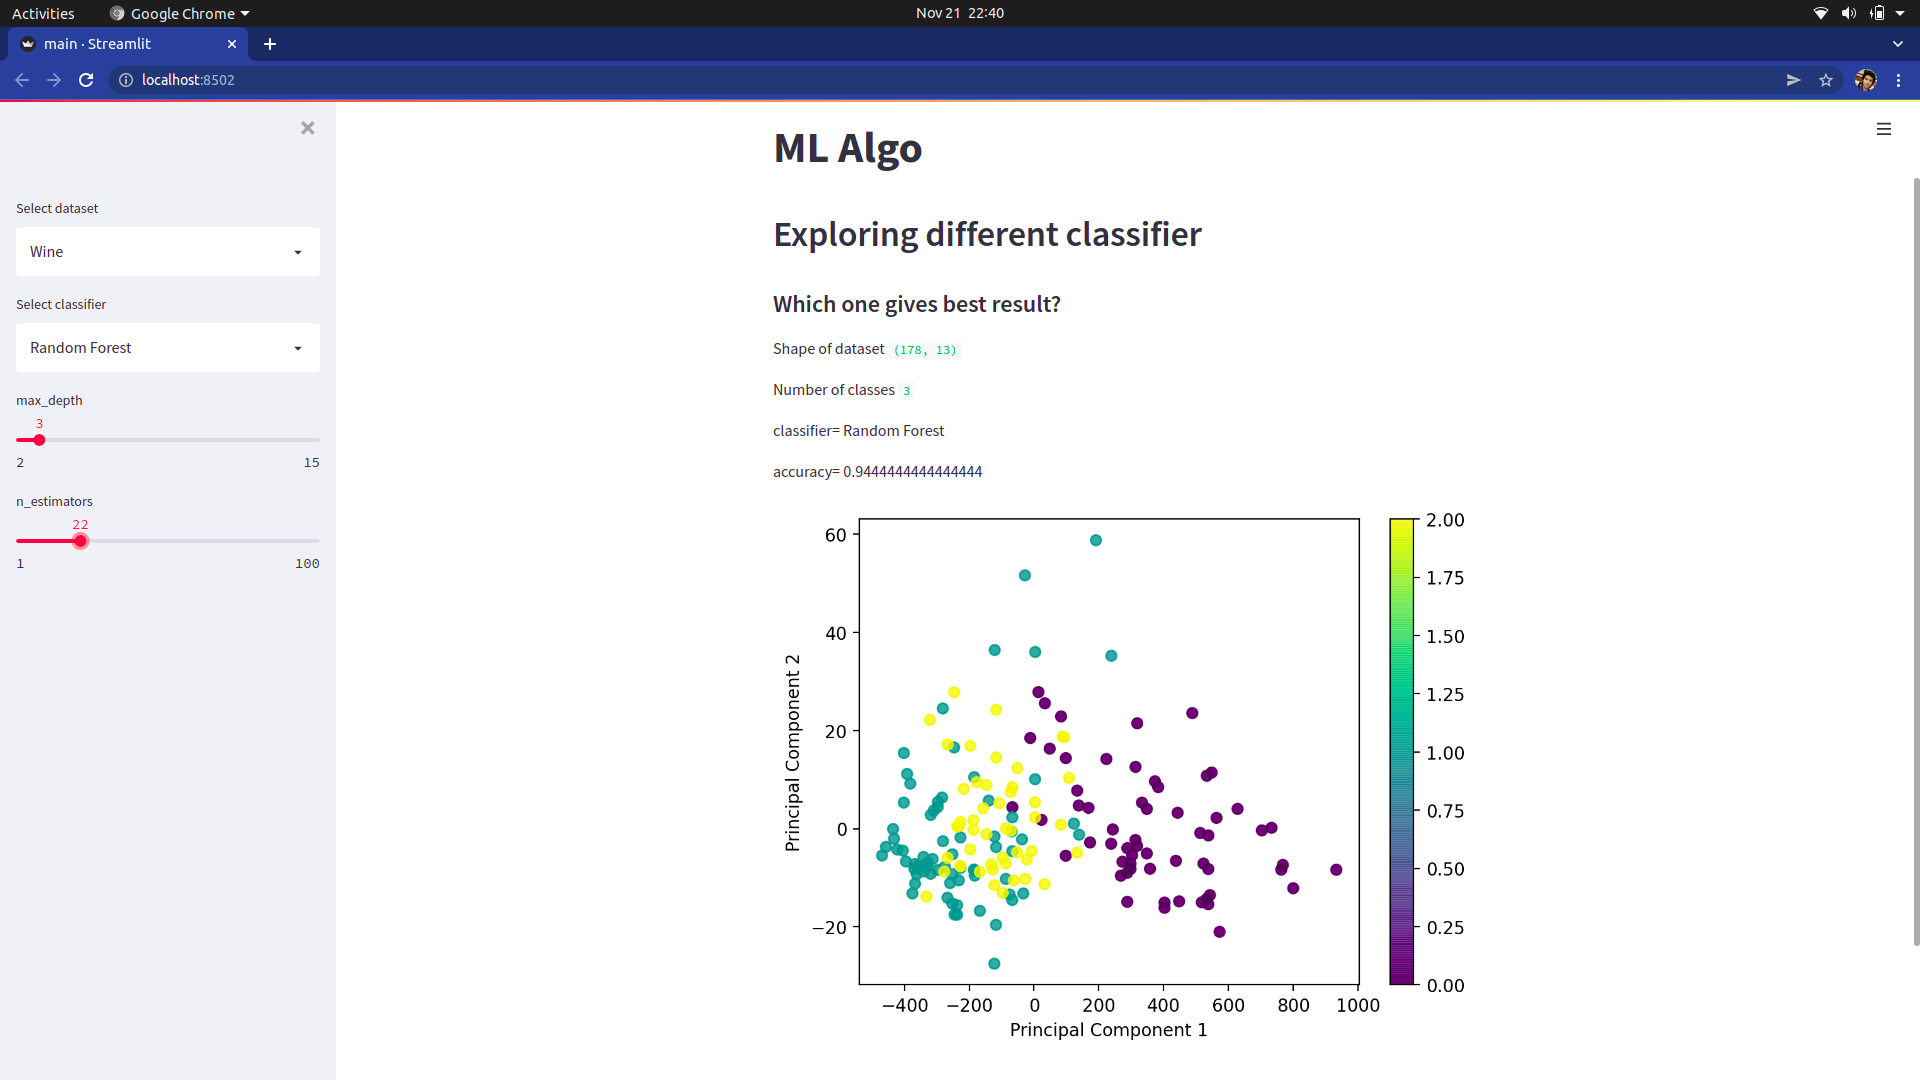 Activities
Google Chrome
Nov 21 22:40
main · Streamlit
localhost:8502
Select dataset
Wine
Select classifier
Random Forest
max_depth
3
2 15
n_estimators
22
1 100
ML Algo
Exploring different classifier
Which one gives best result?
Shape of dataset (178, 13)
Number of classes 3
classifier= Random Forest
accuracy= 0.9444444444444444
60
40
20
0
−20
Principal Component 2
−400 −200 0 200 400 600 800 1000
Principal Component 1
2.00
1.75
1.50
1.25
1.00
0.75
0.50
0.25
0.00